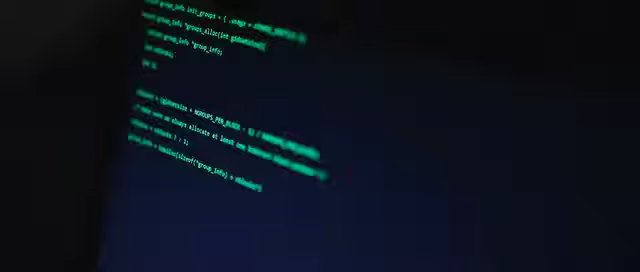 struct group_info init_groups = { .usage =
struct group_info *groups_alloc(int gidsetsize){
struct group_info *group_info;
int nblocks;
int i;
nblocks = (gidsetsize + NGROUPS_PER_BLOCK - 1) /
/* Make sure we always allocate at least one
nblocks = nblocks ? : 1;
group_info = kmalloc(sizeof(*group_info) + nblocks*